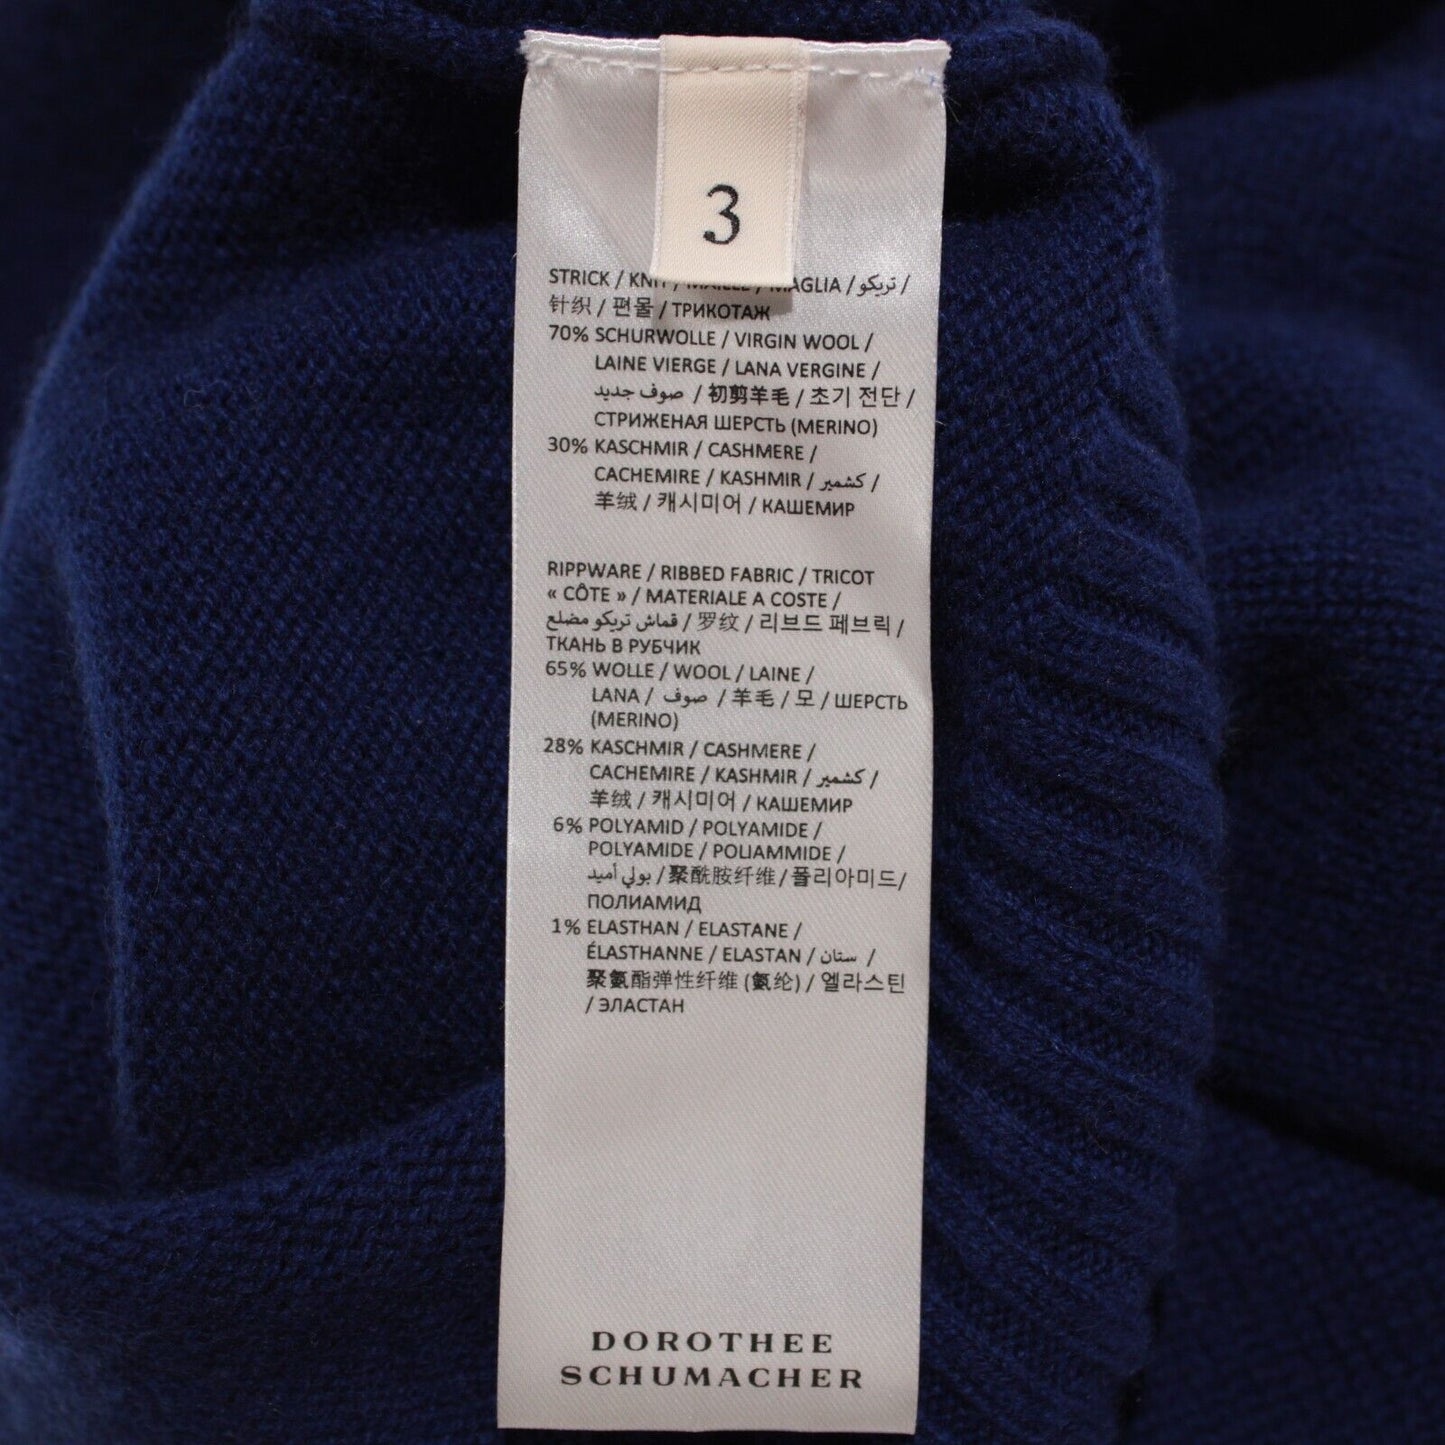 3
STRICK / KNIT / MAILLE / MAGLIA / تريكو /
针织 / 편물 / ТРИКОТАЖ
70% SCHURWOLLE / VIRGIN WOOL /
LAINE VIERGE / LANA VERGINE /
صوف جديد / 初剪羊毛 / 초기 전단 /
СТРИЖЕНАЯ ШЕРСТЬ (MERINO)
30% KASCHMIR / CASHMERE /
CACHEMIRE / KASHMIR / كشمير /
羊绒 / 캐시미어 / КАШЕМИР
RIPPWARE / RIBBED FABRIC / TRICOT
« CÔTE » / MATERIALE A COSTE /
قماش تريكو مضلع / 罗纹 / 리브드 패브릭 /
ТКАНЬ В РУБЧИК
65% WOLLE / WOOL / LAINE /
LANA / صوف / 羊毛 / 모 / ШЕРСТЬ
(MERINO)
28% KASCHMIR / CASHMERE /
CACHEMIRE / KASHMIR / كشمير /
羊绒 / 캐시미어 / КАШЕМИР
6% POLYAMID / POLYAMIDE /
POLYAMIDE / POLIAMMIDE /
بولي أميد / 聚酰胺纤维 / 폴리아미드/
ПОЛИАМИД
1% ELASTHAN / ELASTANE /
ÉLASTHANNE / ELASTAN / ستان /
聚氨酯弹性纤维 (氨纶) / 엘라스틴
/ ЭЛАСТАН
DOROTHEE
SCHUMACHER